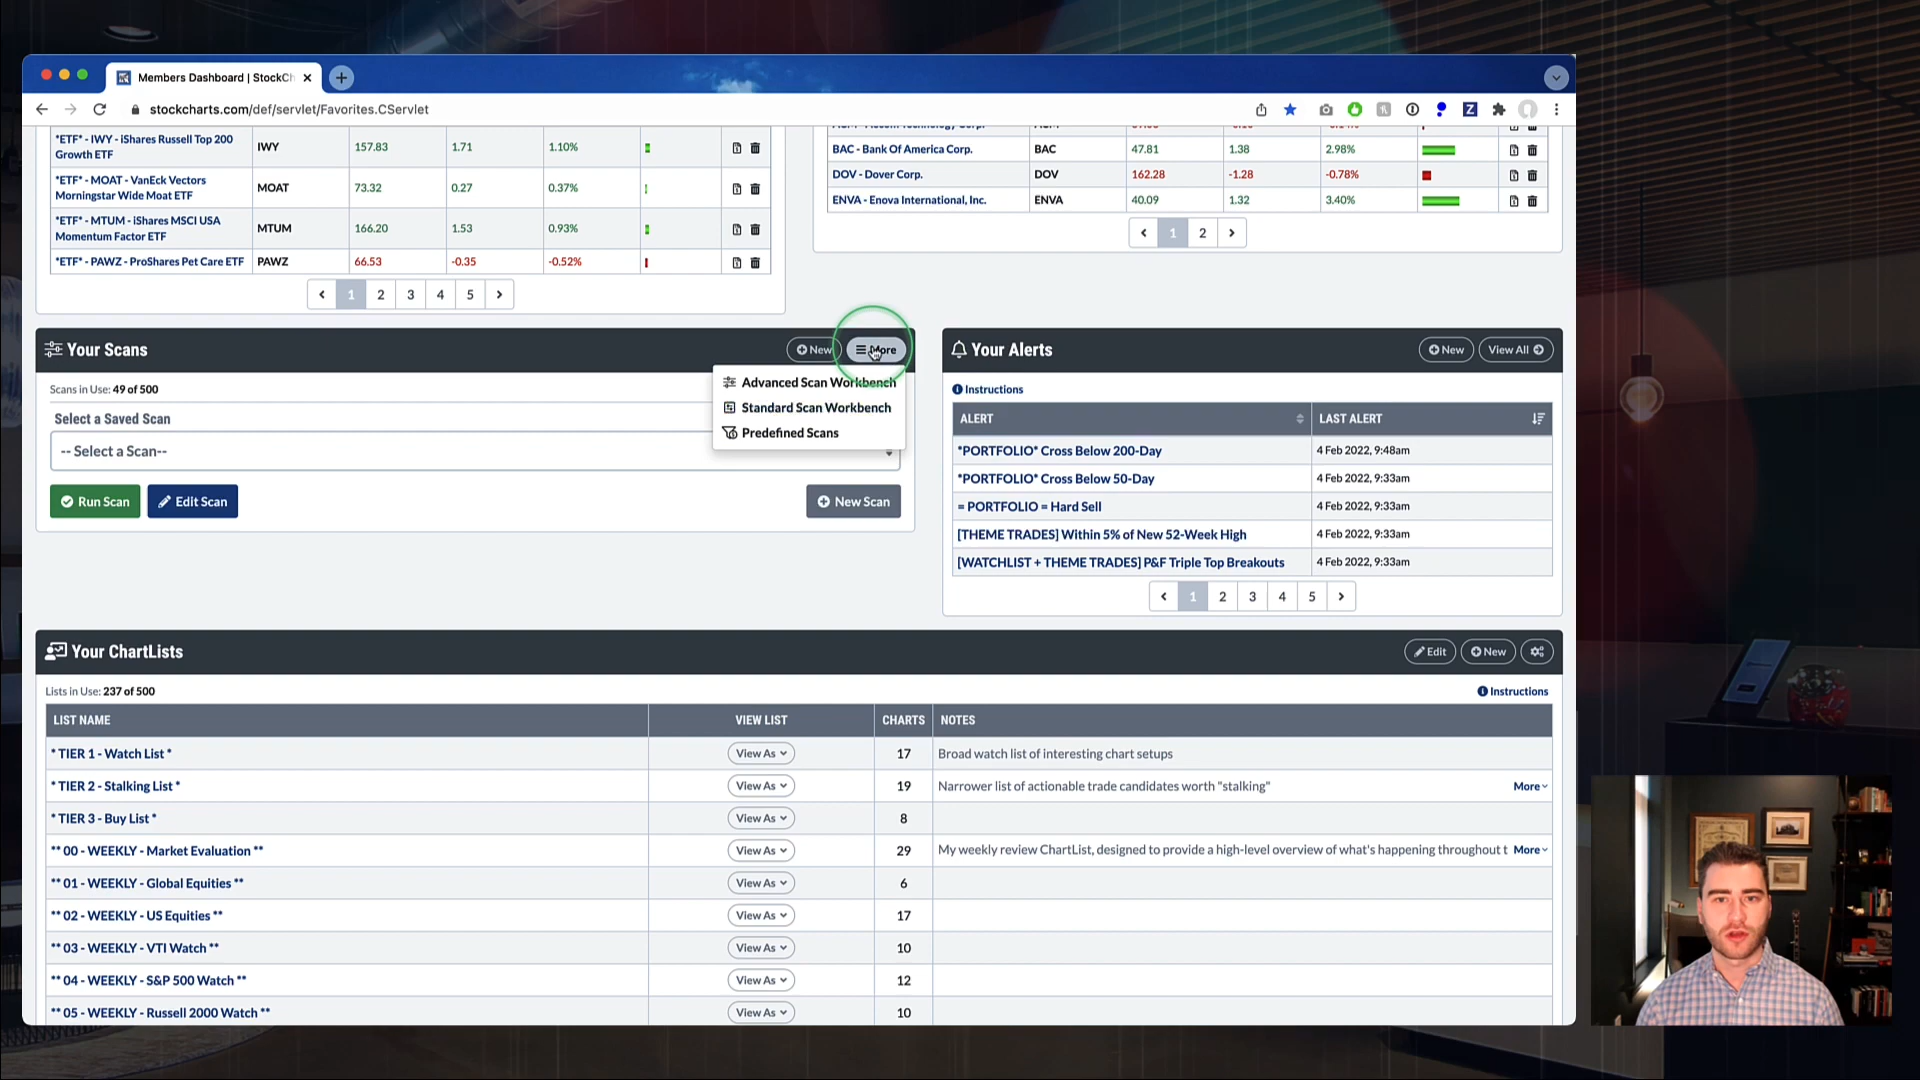 Members Dashboard | StockCh
stockcharts.com/def/servlet/Favorites.CServlet
*ETF* - IWY - iShares Russell Top 200 Growth ETF IWY 157.83 1.71 1.10%
*ETF* - MOAT - VanEck Vectors Morningstar Wide Moat ETF MOAT 73.32 0.27 0.37%
*ETF* - MTUM - iShares MSCI USA Momentum Factor ETF MTUM 166.20 1.53 0.93%
*ETF* - PAWZ - ProShares Pet Care ETF PAWZ 66.53 -0.35 -0.52%
1 2 3 4 5
BAC - Bank Of America Corp. BAC 47.81 1.38 2.98%
DOV - Dover Corp. DOV 162.28 -1.28 -0.78%
ENVA - Enova International, Inc. ENVA 40.09 1.32 3.40%
1 2
Your Scans New More
Advanced Scan Workbench
Standard Scan Workbench
Predefined Scans
Scans in Use: 49 of 500
Select a Saved Scan
-- Select a Scan--
Run Scan Edit Scan New Scan
Your Alerts New View All
Instructions
ALERT LAST ALERT
*PORTFOLIO* Cross Below 200-Day 4 Feb 2022, 9:48am
*PORTFOLIO* Cross Below 50-Day 4 Feb 2022, 9:33am
= PORTFOLIO = Hard Sell 4 Feb 2022, 9:33am
[THEME TRADES] Within 5% of New 52-Week High 4 Feb 2022, 9:33am
[WATCHLIST + THEME TRADES] P&F Triple Top Breakouts 4 Feb 2022, 9:33am
1 2 3 4 5
Your ChartLists Edit New
Lists in Use: 237 of 500 Instructions
LIST NAME VIEW LIST CHARTS NOTES
* TIER 1 - Watch List * View As 17 Broad watch list of interesting chart setups
* TIER 2 - Stalking List * View As 19 Narrower list of actionable trade candidates worth "stalking" More
* TIER 3 - Buy List * View As 8
** 00 - WEEKLY - Market Evaluation ** View As 29 My weekly review ChartList, designed to provide a high-level overview of what's happening throughout t More
** 01 - WEEKLY - Global Equities ** View As 6
** 02 - WEEKLY - US Equities ** View As 17
** 03 - WEEKLY - VTI Watch ** View As 10
** 04 - WEEKLY - S&P 500 Watch ** View As 12
** 05 - WEEKLY - Russell 2000 Watch ** View As 10